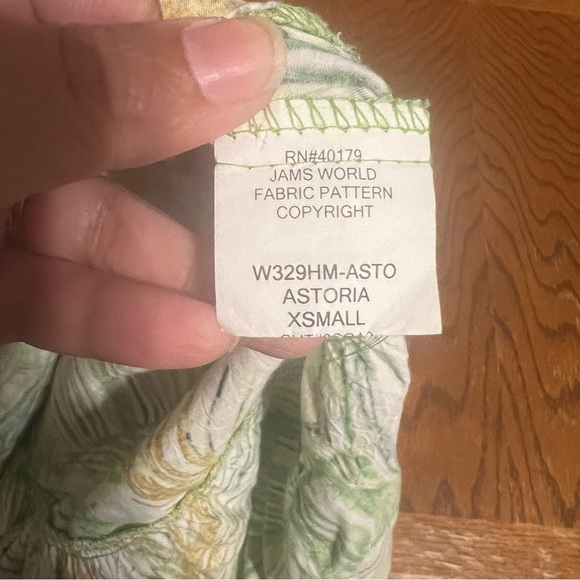 RN#40179
JAMS WORLD
FABRIC PATTERN
COPYRIGHT
W329HM-ASTO
ASTORIA
XSMALL